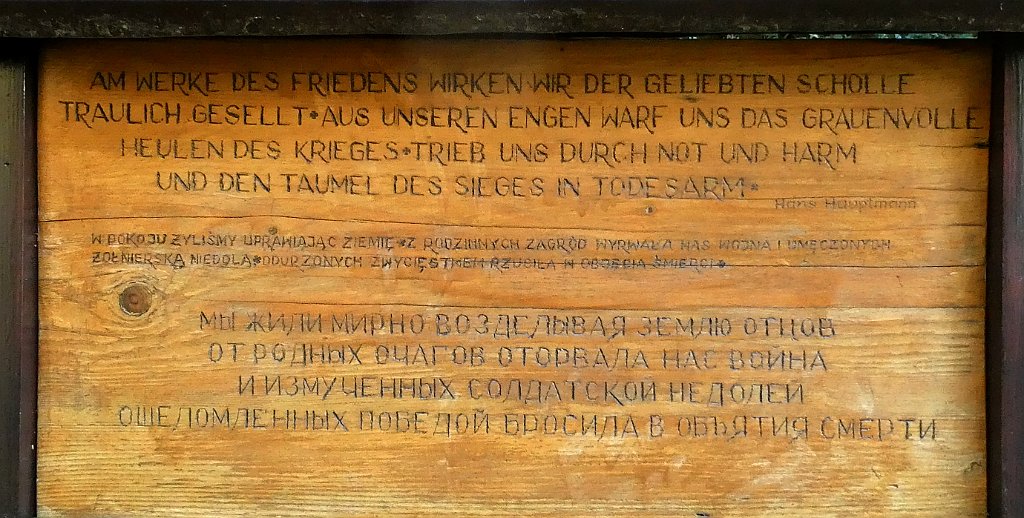 AM WERKE DES FRIEDENS WIRKEN WIR DER GELIEBTEN SCHOLLE
TRAULICH GESELLT•AUS UNSEREN ENGEN WARF UNS DAS GRAUENVOLLE
HEULEN DES KRIEGES•TRIEB UNS DURCH NOT UND HARM
UND DEN TAUMEL DES SIEGES IN TODESARM•
Hans Hauptmann
W POKOJU ŻYLIŚMY UPRAWIAJĄC ZIEMIĘ•Z RODZINNYCH ZAGRÓD WYRWAŁA NAS WOJNA I UMĘCZONYCH
ŻOŁNIERSKĄ NIEDOLĄ•ODURZONYCH ZWYCIĘSTWEM RZUCIŁA W OBJĘCIA ŚMIERCI•
МЫ ЖИЛИ МИРНО ВОЗДЕЛЫВАЯ ЗЕМЛЮ ОТЦОВ
ОТ РОДНЫХ ОЧАГОВ ОТОРВАЛА НАС ВОЙНА
И ИЗМУЧЕННЫХ СОЛДАТСКОЙ НЕДОЛЕЙ
ОШЕЛОМЛЕННЫХ ПОБЕДОЙ БРОСИЛА В ОБЪЯТИЯ СМЕРТИ